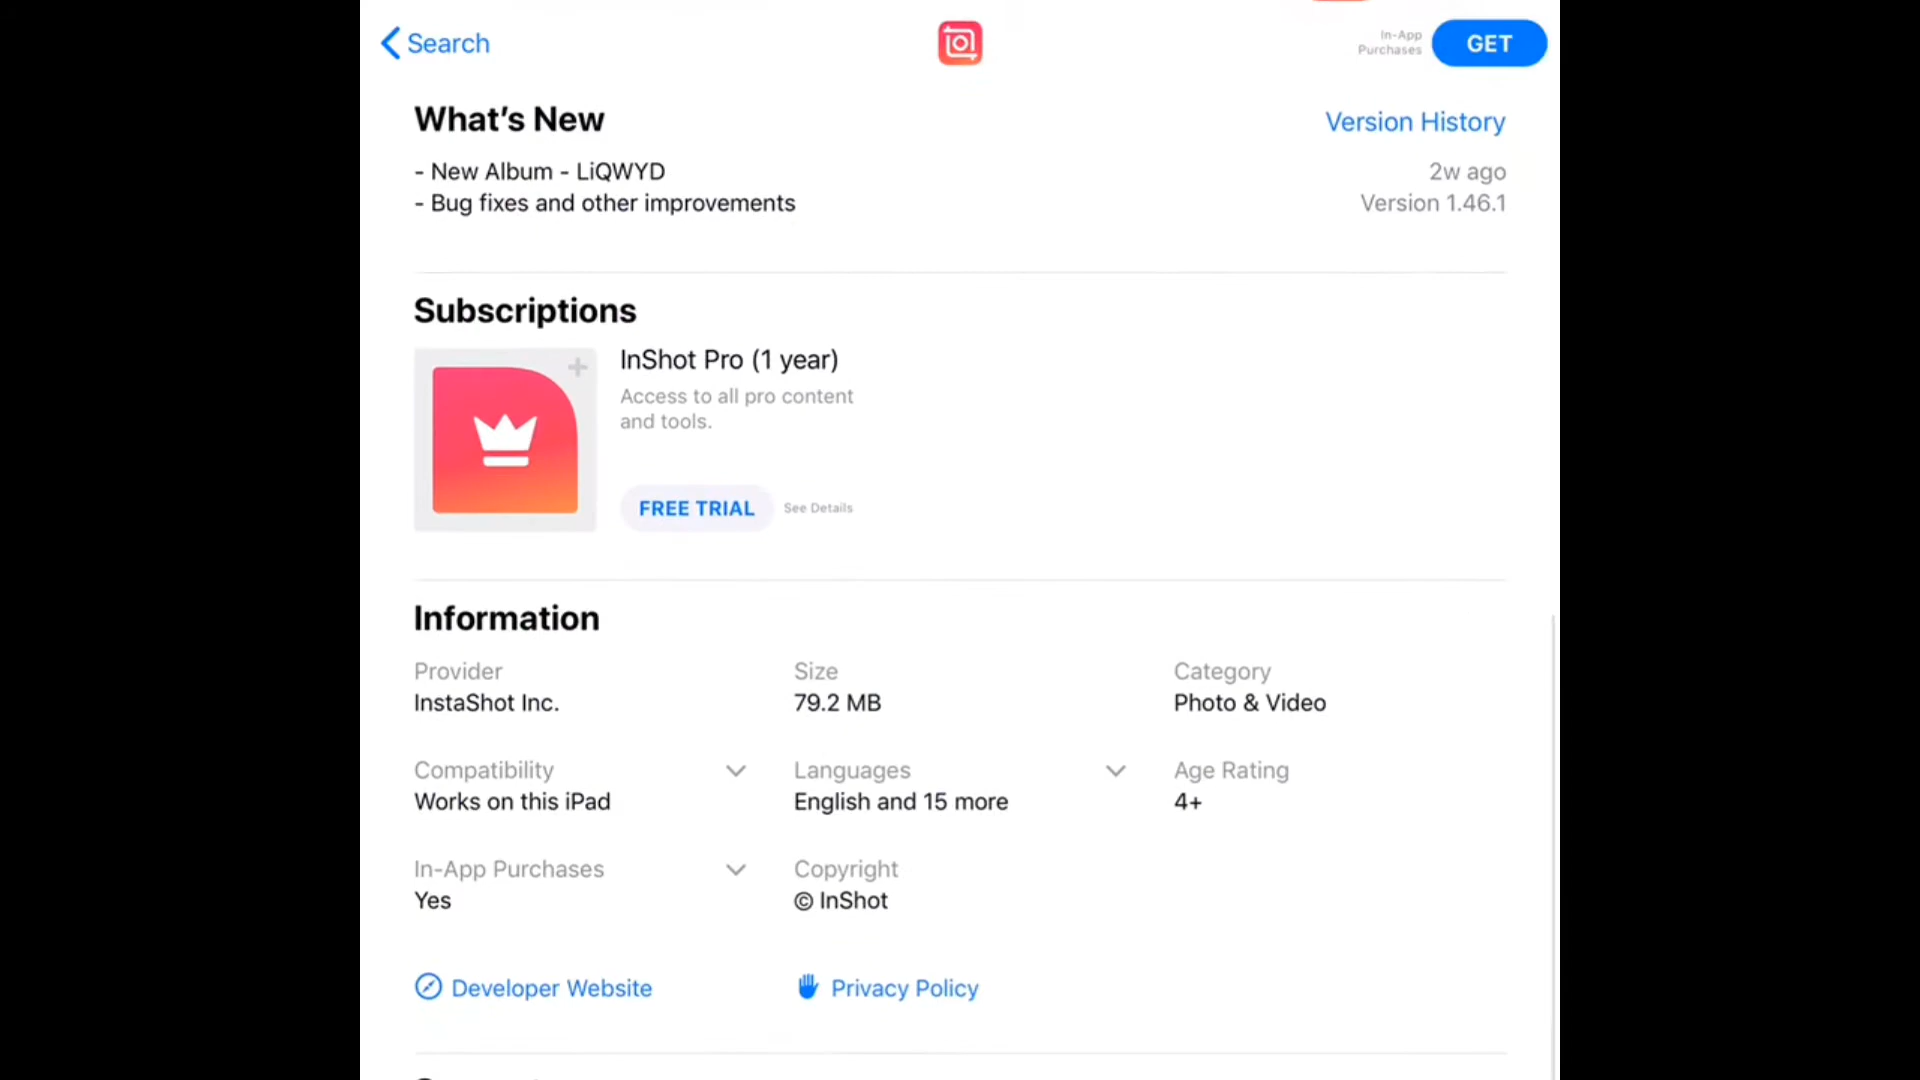 Search
In-App
Purchases
GET
What's New
Version History
- New Album - LiQWYD
2w ago
- Bug fixes and other improvements
Version 1.46.1
Subscriptions
InShot Pro (1 year)
Access to all pro content
and tools.
FREE TRIAL
See Details
Information
Provider
InstaShot Inc.
Size
79.2 MB
Category
Photo & Video
Compatibility
Works on this iPad
Languages
English and 15 more
Age Rating
4+
In-App Purchases
Yes
Copyright
© InShot
Developer Website
Privacy Policy